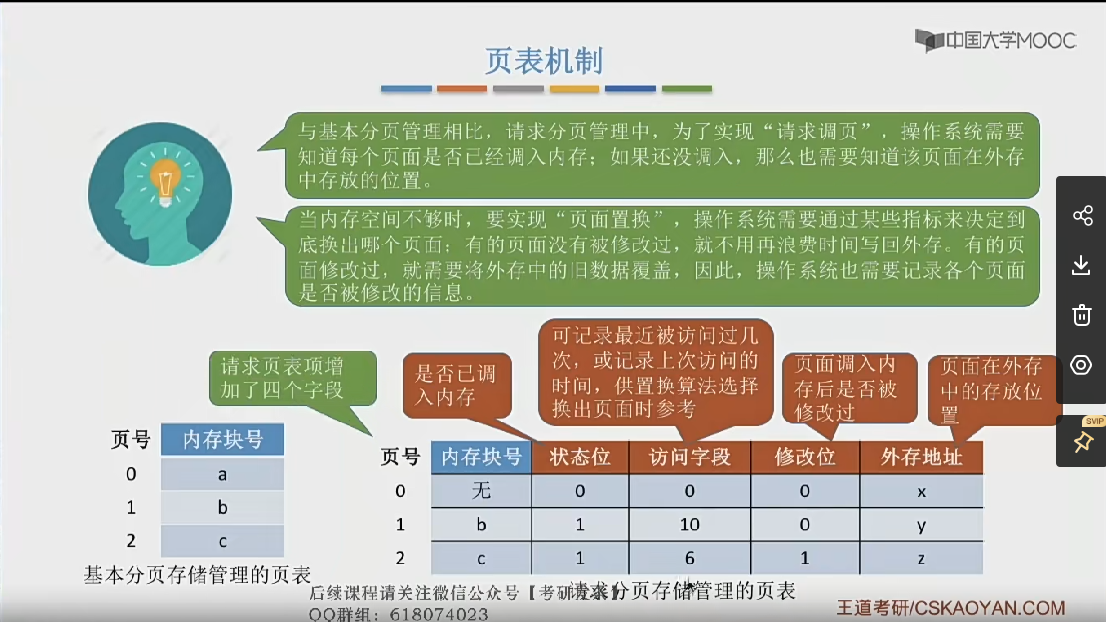 中国大学MOOC
页表机制
与基本分页管理相比，请求分页管理中，为了实现“请求调页”，操作系统需要
知道每个页面是否已经调入内存；如果还没调入，那么也需要知道该页面在外存
中存放的位置。
当内存空间不够时，要实现“页面置换”，操作系统需要通过某些指标来决定到
底换出哪个页面；有的页面没有被修改过，就不用再浪费时间写回外存。有的页
面修改过，就需要将外存中的旧数据覆盖，因此，操作系统也需要记录各个页面
是否被修改的信息。
请求页表项增
加了四个字段
是否已调
入内存
可记录最近被访问过几
次，或记录上次访问的
时间，供置换算法选择
换出页面时参考
页面调入内
存后是否被
修改过
页面在外存
中的存放位
置
SVIP
页号 内存块号
0 a
1 b
2 c
基本分页存储管理的页表
页号 内存块号 状态位 访问字段 修改位 外存地址
0 无 0 0 0 x
1 b 1 10 0 y
2 c 1 6 1 z
请求分页存储管理的页表
后续课程请关注微信公众号【考研
QQ群组：618074023
王道考研/CSKAOYAN.COM